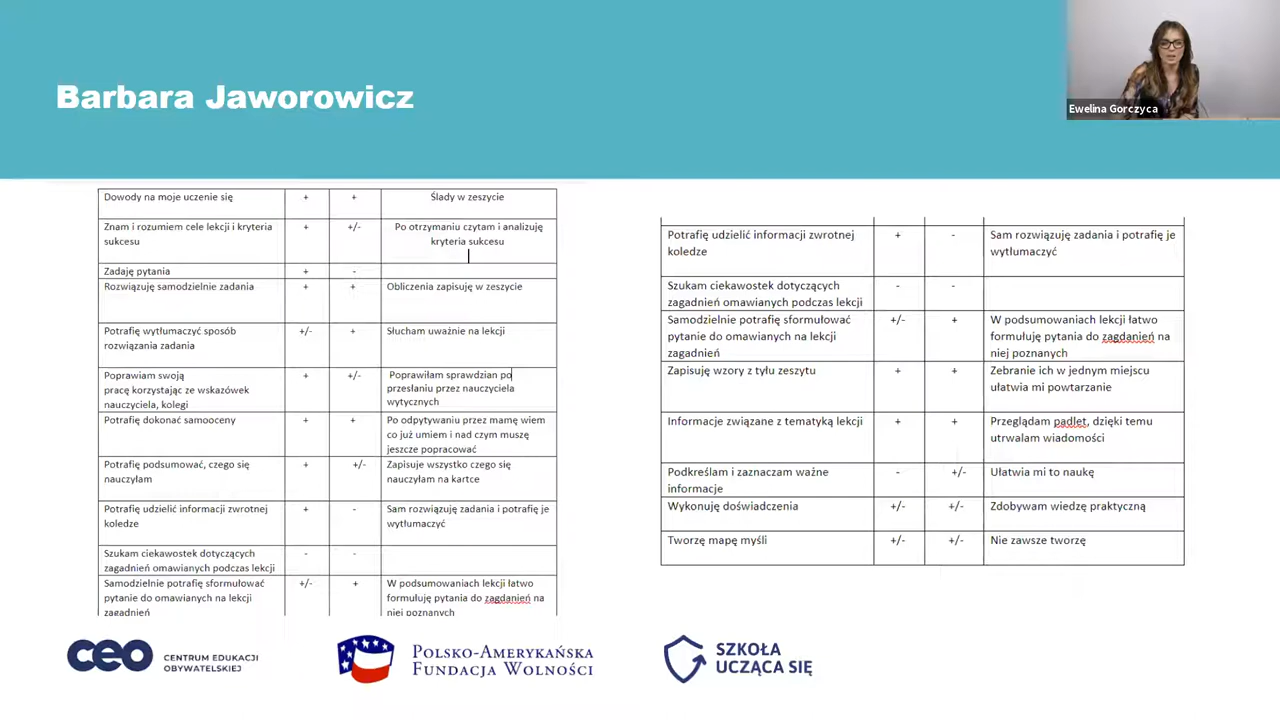 Barbara Jaworowicz
Ewelina Gorczyca
Dowody na moje uczenie się + + Ślady w zeszycie
Znam i rozumiem cele lekcji i kryteria + +/- Po otrzymaniu czytam i analizuję
sukcesu kryteria sukcesu
Zadaję pytania + -
Rozwiązuję samodzielnie zadania + + Obliczenia zapisuję w zeszycie
Potrafię wytłumaczyć sposób +/- + Słucham uważnie na lekcji
rozwiązania zadania
Poprawiam swoją + +/- Poprawiłam sprawdzian po
pracę korzystając ze wskazówek przesłaniu przez nauczyciela
nauczyciela, kolegi wytycznych
Potrafię dokonać samooceny + + Po odpytywaniu przez mamę wiem
co już umiem i nad czym muszę
jeszcze popracować
Potrafię podsumować, czego się + +/- Zapisuje wszystko czego się
nauczyłam nauczyłam na kartce
Potrafię udzielić informacji zwrotnej + - Sam rozwiązuję zadania i potrafię je
koledze wytłumaczyć
Szukam ciekawostek dotyczących - -
zagadnień omawianych podczas lekcji
Samodzielnie potrafię sformułować +/- + W podsumowaniach lekcji łatwo
pytanie do omawianych na lekcji formułuję pytania do zagdanień na
zagadnień niej poznanych
Potrafię udzielić informacji zwrotnej + - Sam rozwiązuję zadania i potrafię je
koledze wytłumaczyć
Szukam ciekawostek dotyczących - -
zagadnień omawianych podczas lekcji
Samodzielnie potrafię sformułować +/- + W podsumowaniach lekcji łatwo
pytanie do omawianych na lekcji formułuję pytania do zagdanień na
zagadnień niej poznanych
Zapisuję wzory z tyłu zeszytu + + Zebranie ich w jednym miejscu
ułatwia mi powtarzanie
Informacje związane z tematyką lekcji + + Przeglądam padlet, dzięki temu
utrwalam wiadomości
Podkreślam i zaznaczam ważne - +/- Ułatwia mi to naukę
informacje
Wykonuję doświadczenia +/- +/- Zdobywam wiedzę praktyczną
Tworzę mapę myśli +/- +/- Nie zawsze tworzę
CEO CENTRUM EDUKACJI
OBYWATELSKIEJ
POLSKO-AMERYKAŃSKA
FUNDACJA WOLNOŚCI
SZKOŁA
UCZĄCA SIĘ